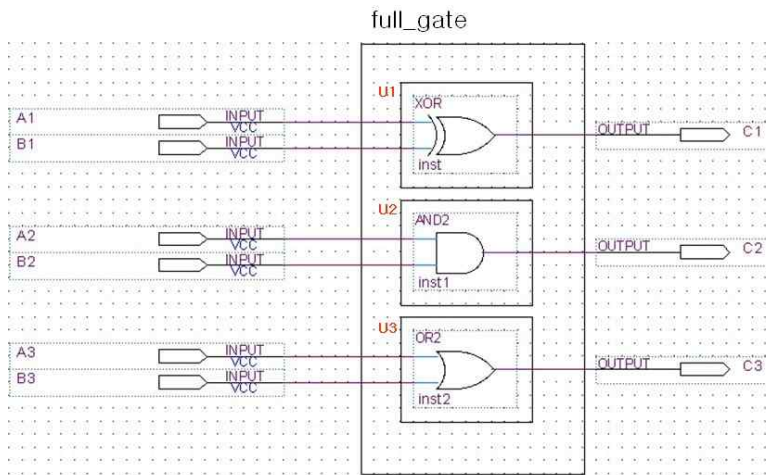 full_gate
U1
XOR
A1 INPUT
VCC
B1 INPUT
VCC
inst
OUTPUT C1
U2
AND2
A2 INPUT
VCC
B2 INPUT
VCC
inst1
OUTPUT C2
U3
OR2
A3 INPUT
VCC
B3 INPUT
VCC
inst2
OUTPUT C3